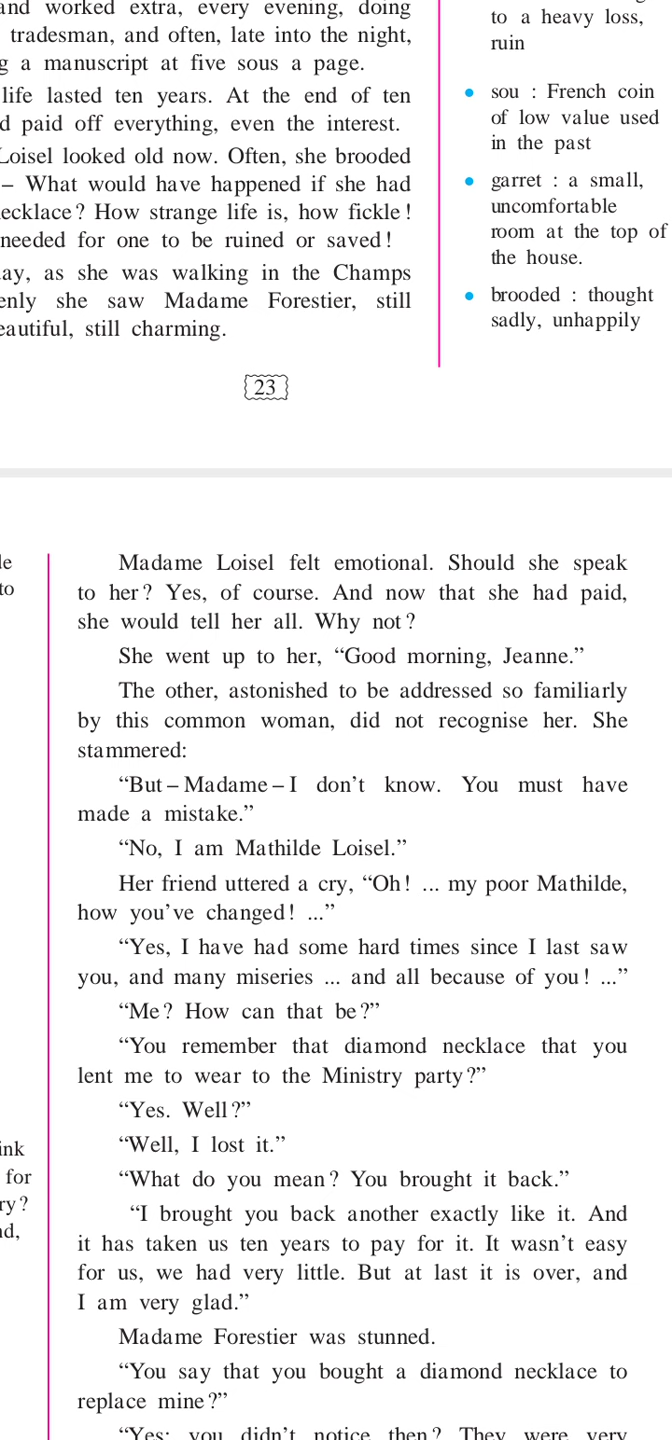 and worked extra, every evening, doing
tradesman, and often, late into the night,
g a manuscript at five sous a page.
life lasted ten years. At the end of ten
d paid off everything, even the interest.
Loisel looked old now. Often, she brooded
– What would have happened if she had
ecklace? How strange life is, how fickle!
needed for one to be ruined or saved!
ay, as she was walking in the Champs
enly she saw Madame Forestier, still
eautiful, still charming.
to a heavy loss,
ruin
• sou : French coin
of low value used
in the past
• garret : a small,
uncomfortable
room at the top of
the house.
• brooded : thought
sadly, unhappily
23
le
to
ink
for
ry?
nd,
Madame Loisel felt emotional. Should she speak
to her? Yes, of course. And now that she had paid,
she would tell her all. Why not?
She went up to her, “Good morning, Jeanne.”
The other, astonished to be addressed so familiarly
by this common woman, did not recognise her. She
stammered:
“But – Madame – I don’t know. You must have
made a mistake.”
“No, I am Mathilde Loisel.”
Her friend uttered a cry, “Oh! ... my poor Mathilde,
how you’ve changed! ...”
“Yes, I have had some hard times since I last saw
you, and many miseries ... and all because of you! ...”
“Me? How can that be?”
“You remember that diamond necklace that you
lent me to wear to the Ministry party?”
“Yes. Well?”
“Well, I lost it.”
“What do you mean? You brought it back.”
“I brought you back another exactly like it. And
it has taken us ten years to pay for it. It wasn’t easy
for us, we had very little. But at last it is over, and
I am very glad.”
Madame Forestier was stunned.
“You say that you bought a diamond necklace to
replace mine?”
“Yes; you didn’t notice then? They were very